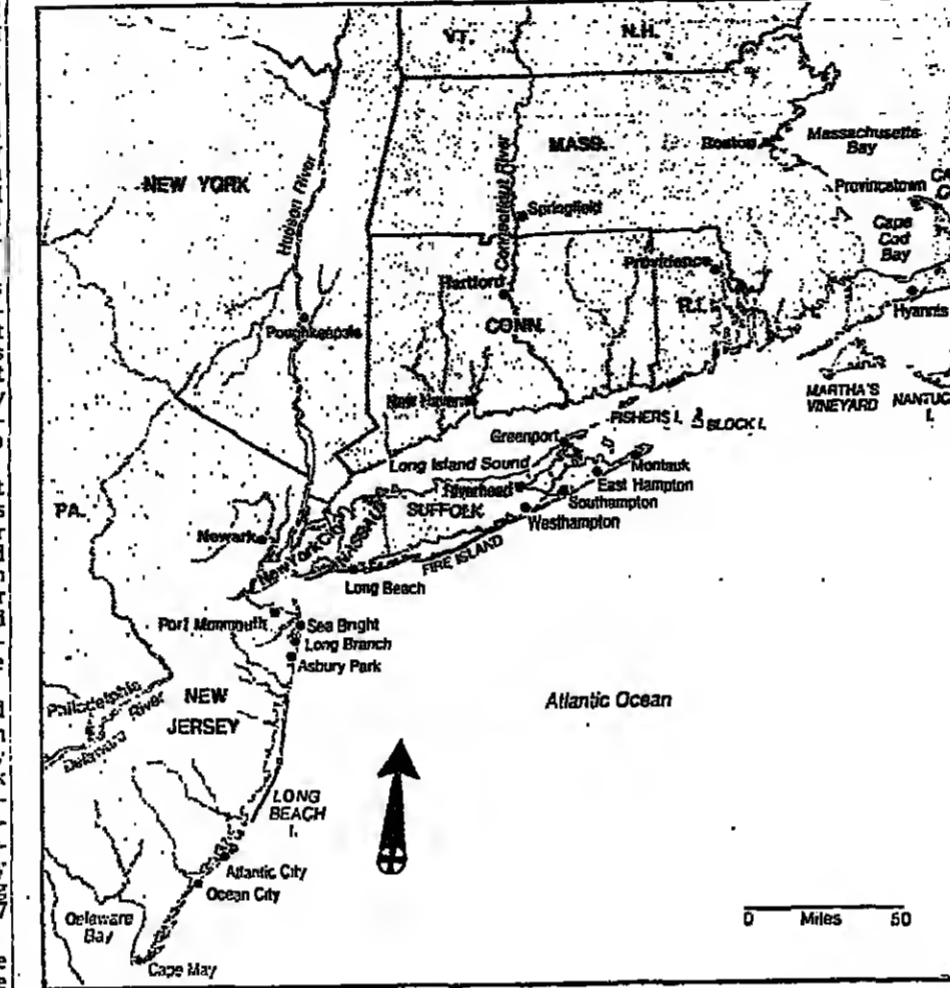 VT.
N.H.
MASS.
Boston
Massachusetts
Bay
NEW YORK
Hudson River
Connecticut River
Springfield
Provincetown
CA
C
Cape
Cod
Bay
Providence
Hartford
R.I.
Hyannis
CONN.
Poughkeepsie
New Haven
MARTHA'S
VINEYARD
NANTUC
I.
FISHERS I.
BLOCK I.
Greenport
Long Island Sound
Montauk
East Hampton
Riverhead
Southampton
SUFFOLK
Westhampton
PA.
Newark
New York City
NASSAU
FIRE ISLAND
Long Beach
Port Monmouth
Sea Bright
Long Branch
Asbury Park
Philadelphia
River
Delaware
NEW
JERSEY
Atlantic Ocean
LONG
BEACH
I.
Atlantic City
Ocean City
Delaware
Bay
Cape May
0 Miles 50